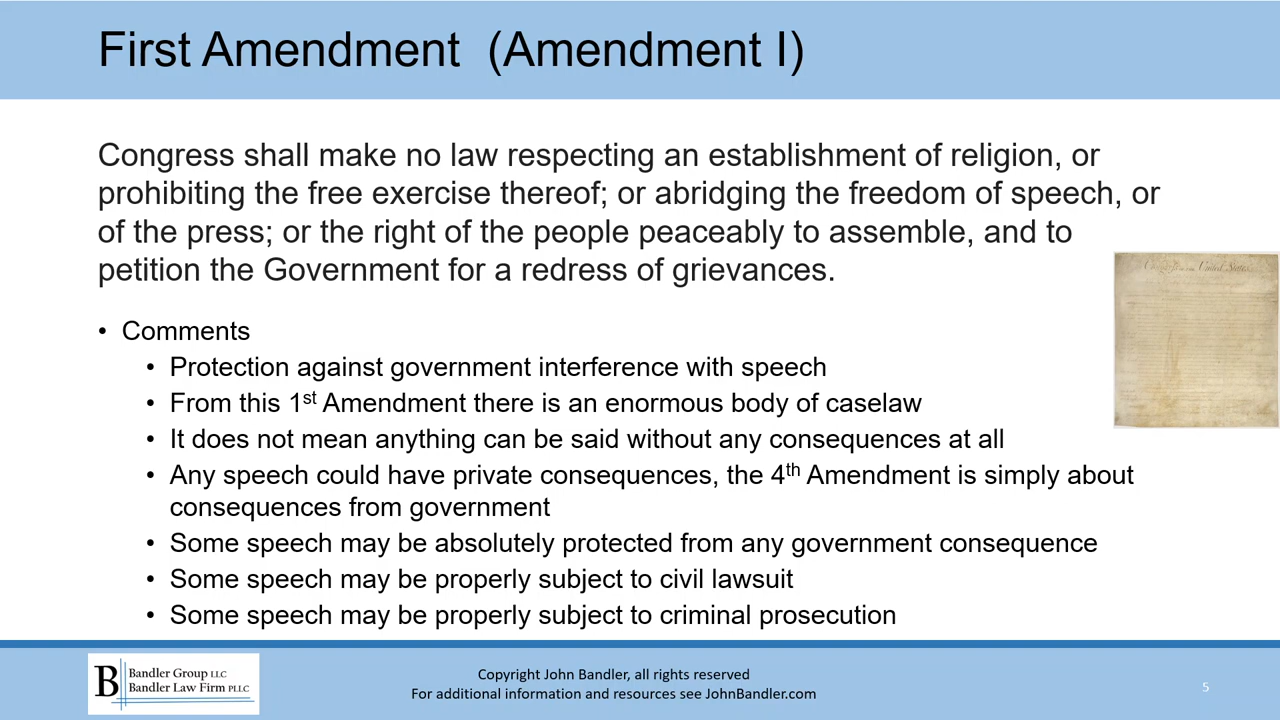 First Amendment (Amendment I)
Congress shall make no law respecting an establishment of religion, or
prohibiting the free exercise thereof; or abridging the freedom of speech, or
of the press; or the right of the people peaceably to assemble, and to
petition the Government for a redress of grievances.
• Comments
• Protection against government interference with speech
• From this 1st Amendment there is an enormous body of caselaw
• It does not mean anything can be said without any consequences at all
• Any speech could have private consequences, the 4th Amendment is simply about
consequences from government
• Some speech may be absolutely protected from any government consequence
• Some speech may be properly subject to civil lawsuit
• Some speech may be properly subject to criminal prosecution
B
Bandler Group LLC
Bandler Law Firm PLLC
Copyright John Bandler, all rights reserved
For additional information and resources see JohnBandler.com
5